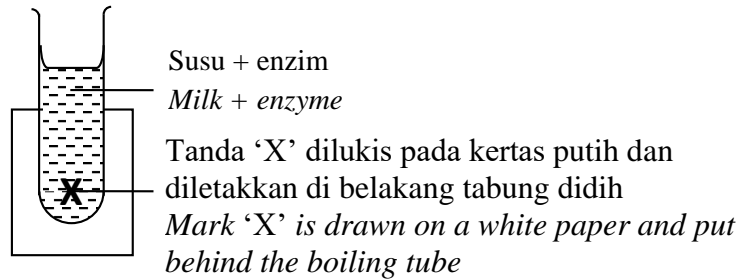 Susu + enzim
Milk + enzyme
Tanda ‘X’ dilukis pada kertas putih dan
diletakkan di belakang tabung didih
Mark ‘X’ is drawn on a white paper and put
behind the boiling tube
X